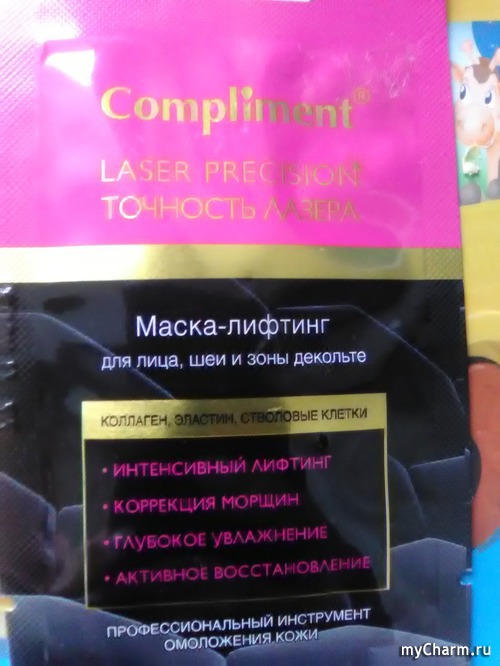 Compliment®
LASER PRECISION
ТОЧНОСТЬ ЛАЗЕРА
Маска-лифтинг
для лица, шеи и зоны декольте
КОЛЛАГЕН, ЭЛАСТИН, СТВОЛОВЫЕ КЛЕТКИ
• ИНТЕНСИВНЫЙ ЛИФТИНГ
• КОРРЕКЦИЯ МОРЩИН
• ГЛУБОКОЕ УВЛАЖНЕНИЕ
• АКТИВНОЕ ВОССТАНОВЛЕНИЕ
ПРОФЕССИОНАЛЬНЫЙ ИНСТРУМЕНТ
ОМОЛОЖЕНИЯ КОЖИ
myCharm.ru